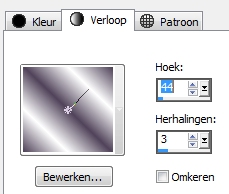 Kleur Verloop Patroon
Hoek:
44
Herhalingen:
3
Bewerken...
Omkeren